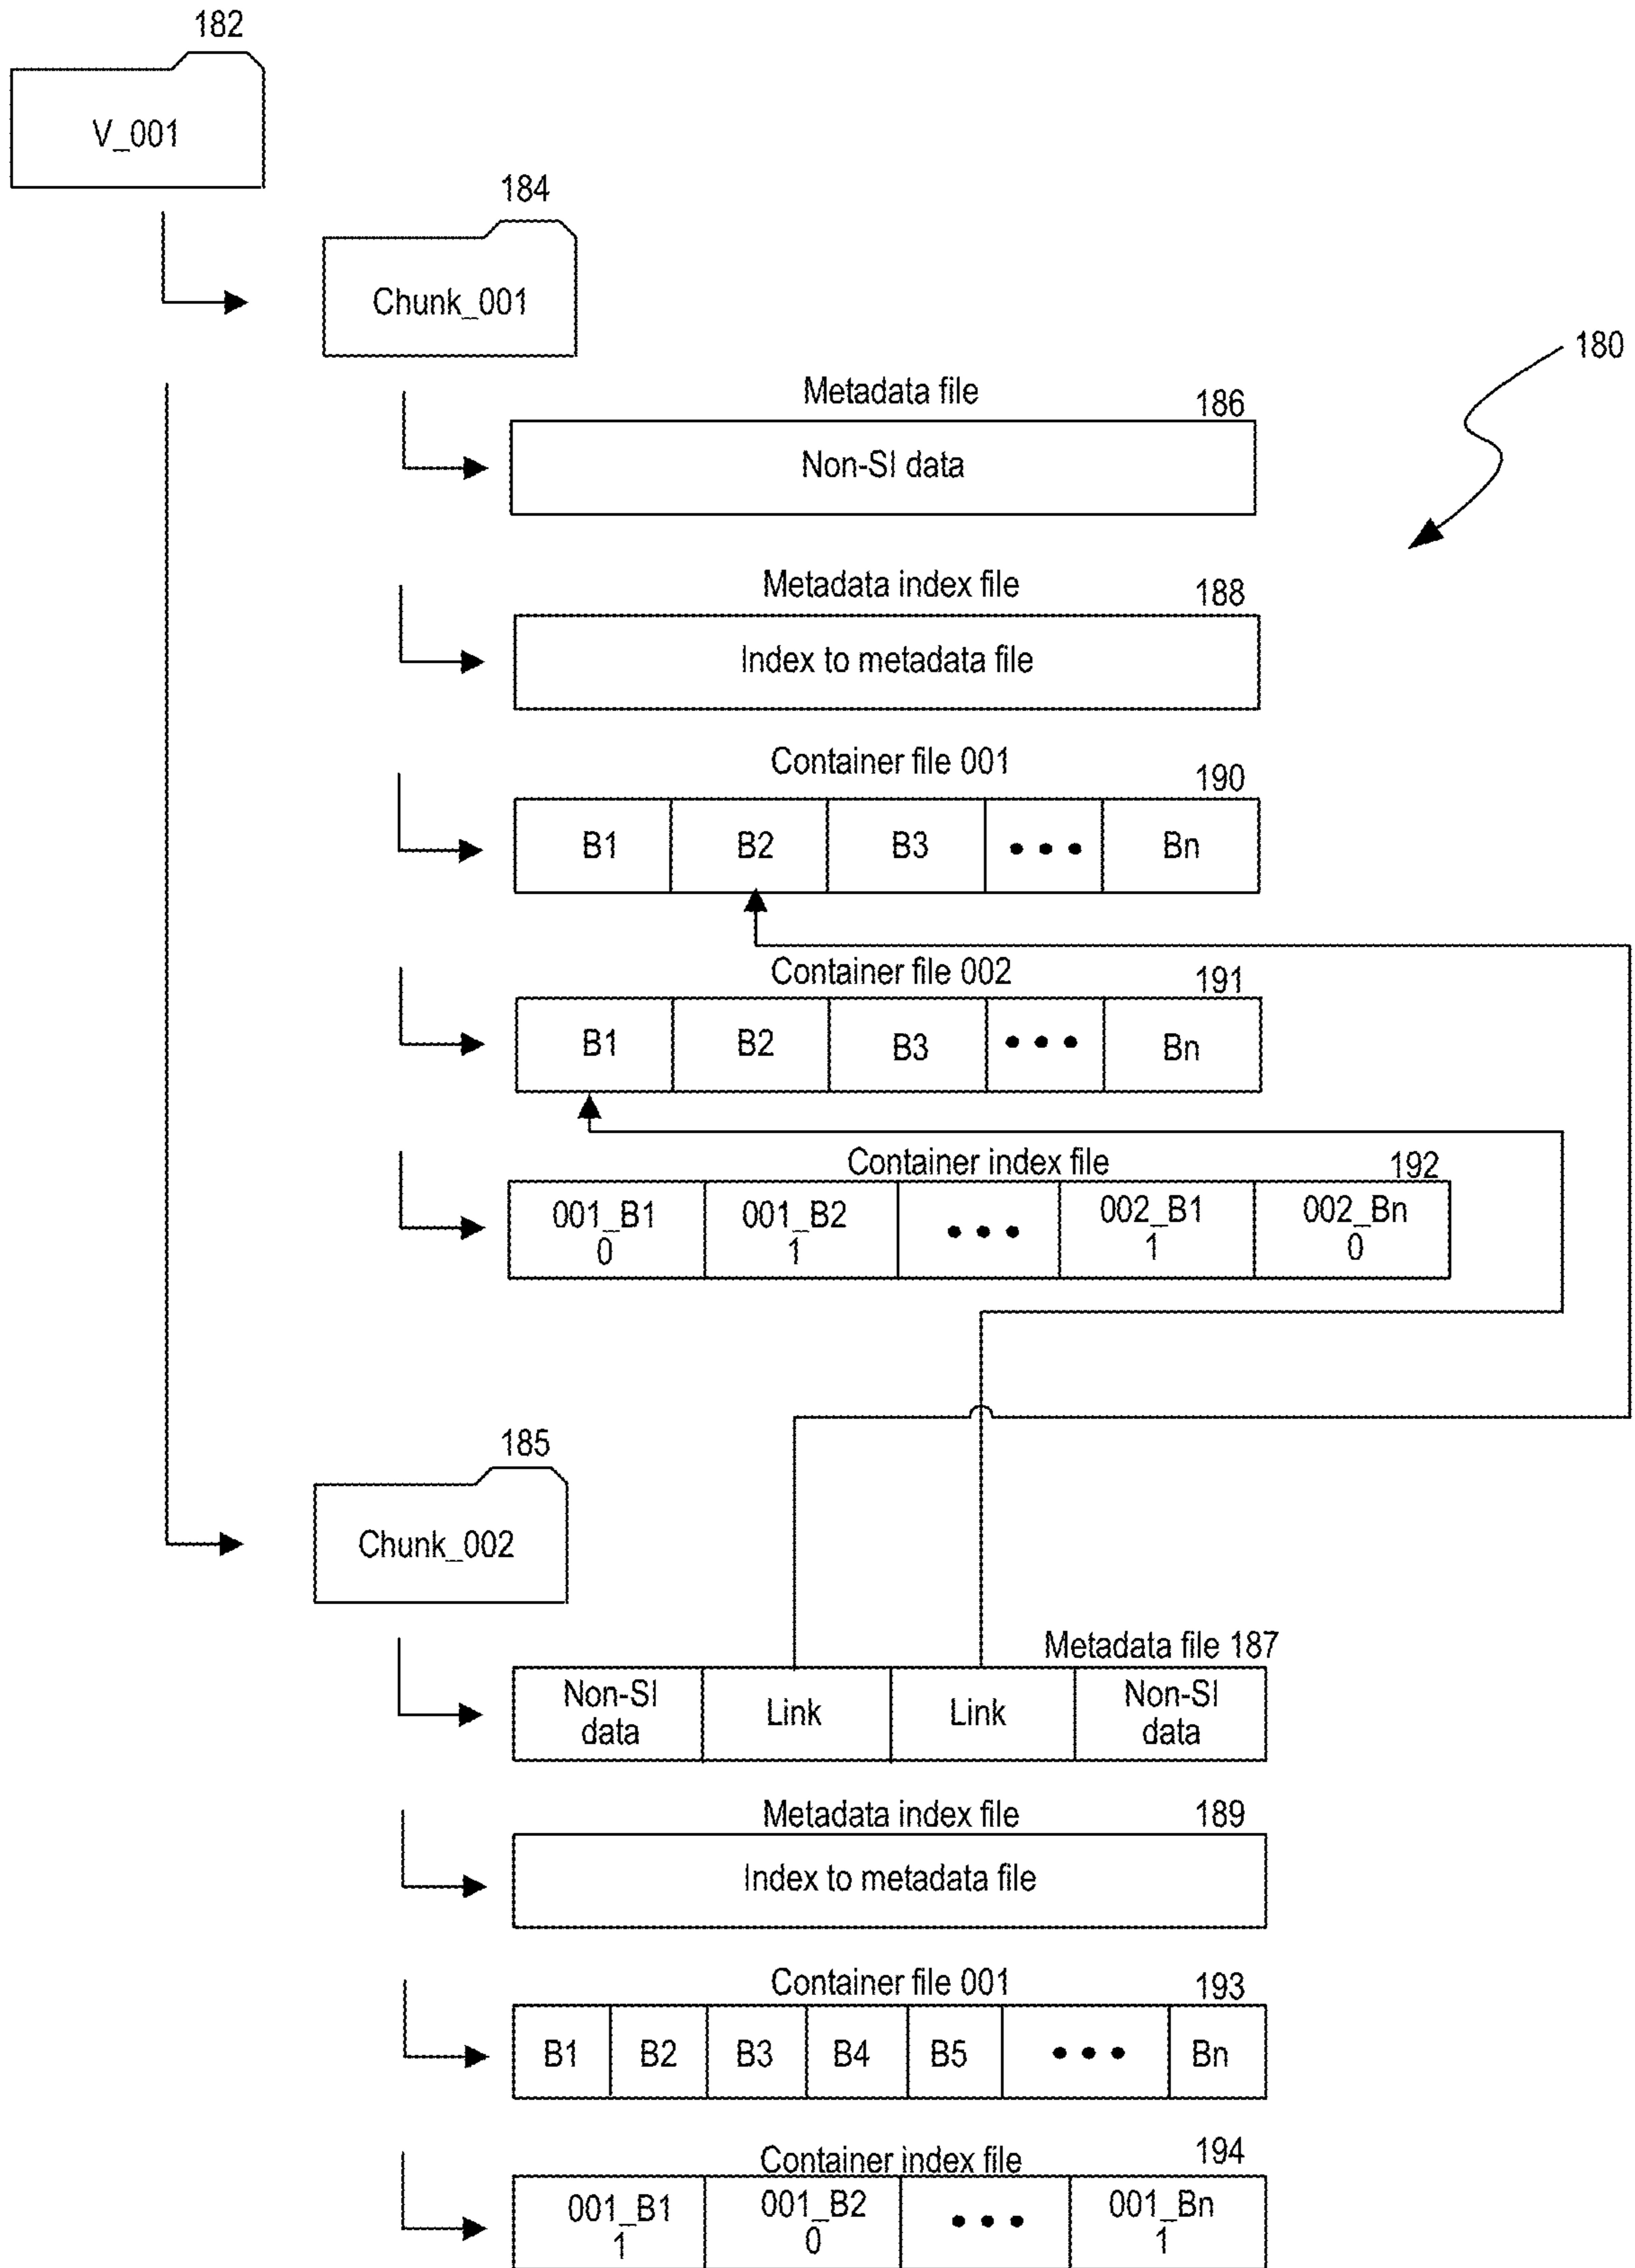 182
V_001
184
Chunk_001
180
Metadata file
186
Non-SI data
Metadata index file
188
Index to metadata file
Container file 001
190
B1 B2 B3 ••• Bn
Container file 002
191
B1 B2 B3 ••• Bn
Container index file
192
001_B1 001_B2 ••• 002_B1 002_Bn
0 1 1 0
185
Chunk_002
Metadata file 187
Non-SI Link Link Non-SI
data data
Metadata index file
189
Index to metadata file
Container file 001
193
B1 B2 B3 B4 B5 ••• Bn
Container index file
194
001_B1 001_B2 ••• 001_Bn
1 0 1